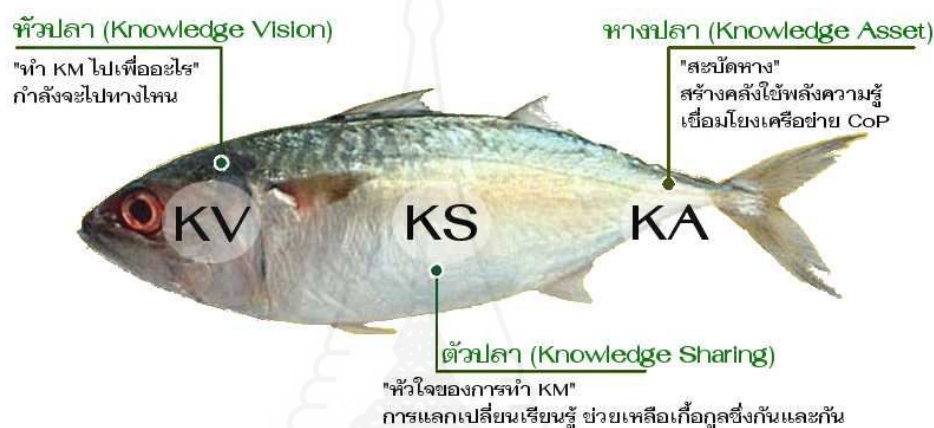 หัวปลา (Knowledge Vision)
"ทำ KM ไปเพื่ออะไร"
กำลังจะไปทางไหน
หางปลา (Knowledge Asset)
"สะบัดหาง"
สร้างคลังใช้พลังความรู้
เชื่อมโยงเครือข่าย CoP
KV
KS
KA
ตัวปลา (Knowledge Sharing)
"หัวใจของการทำ KM"
การแลกเปลี่ยนเรียนรู้ ช่วยเหลือเกื้อกูลซึ่งกันและกัน